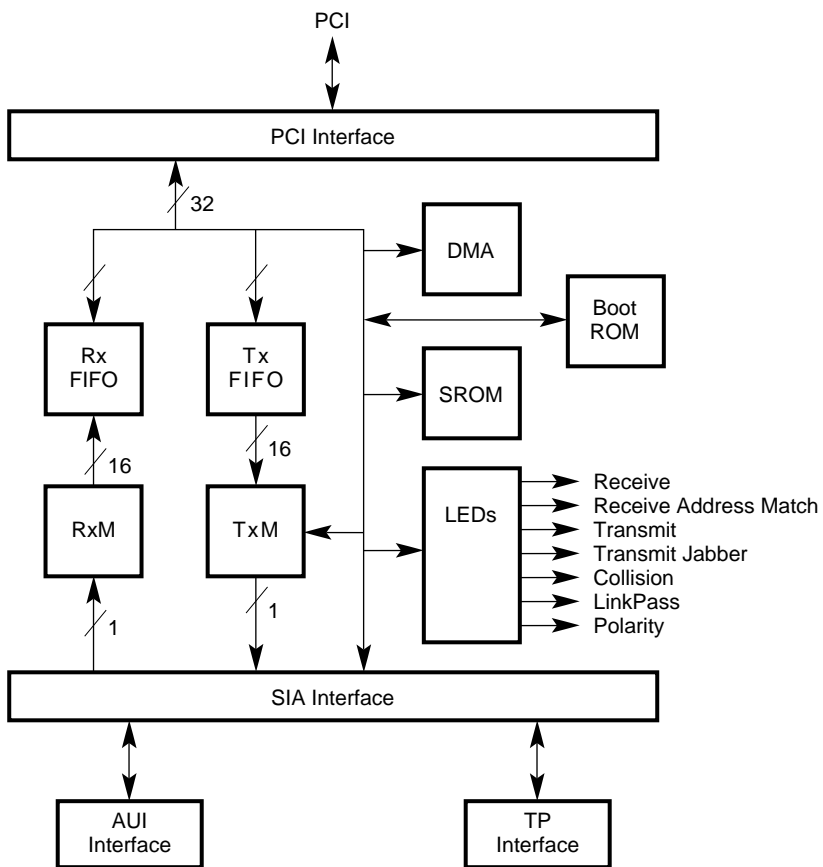 PCI
PCI Interface
32
DMA
Boot
ROM
Rx
FIFO
Tx
FIFO
SROM
16
16
RxM
TxM
LEDs
Receive
Receive Address Match
Transmit
Transmit Jabber
Collision
LinkPass
Polarity
1
1
SIA Interface
AUI
Interface
TP
Interface